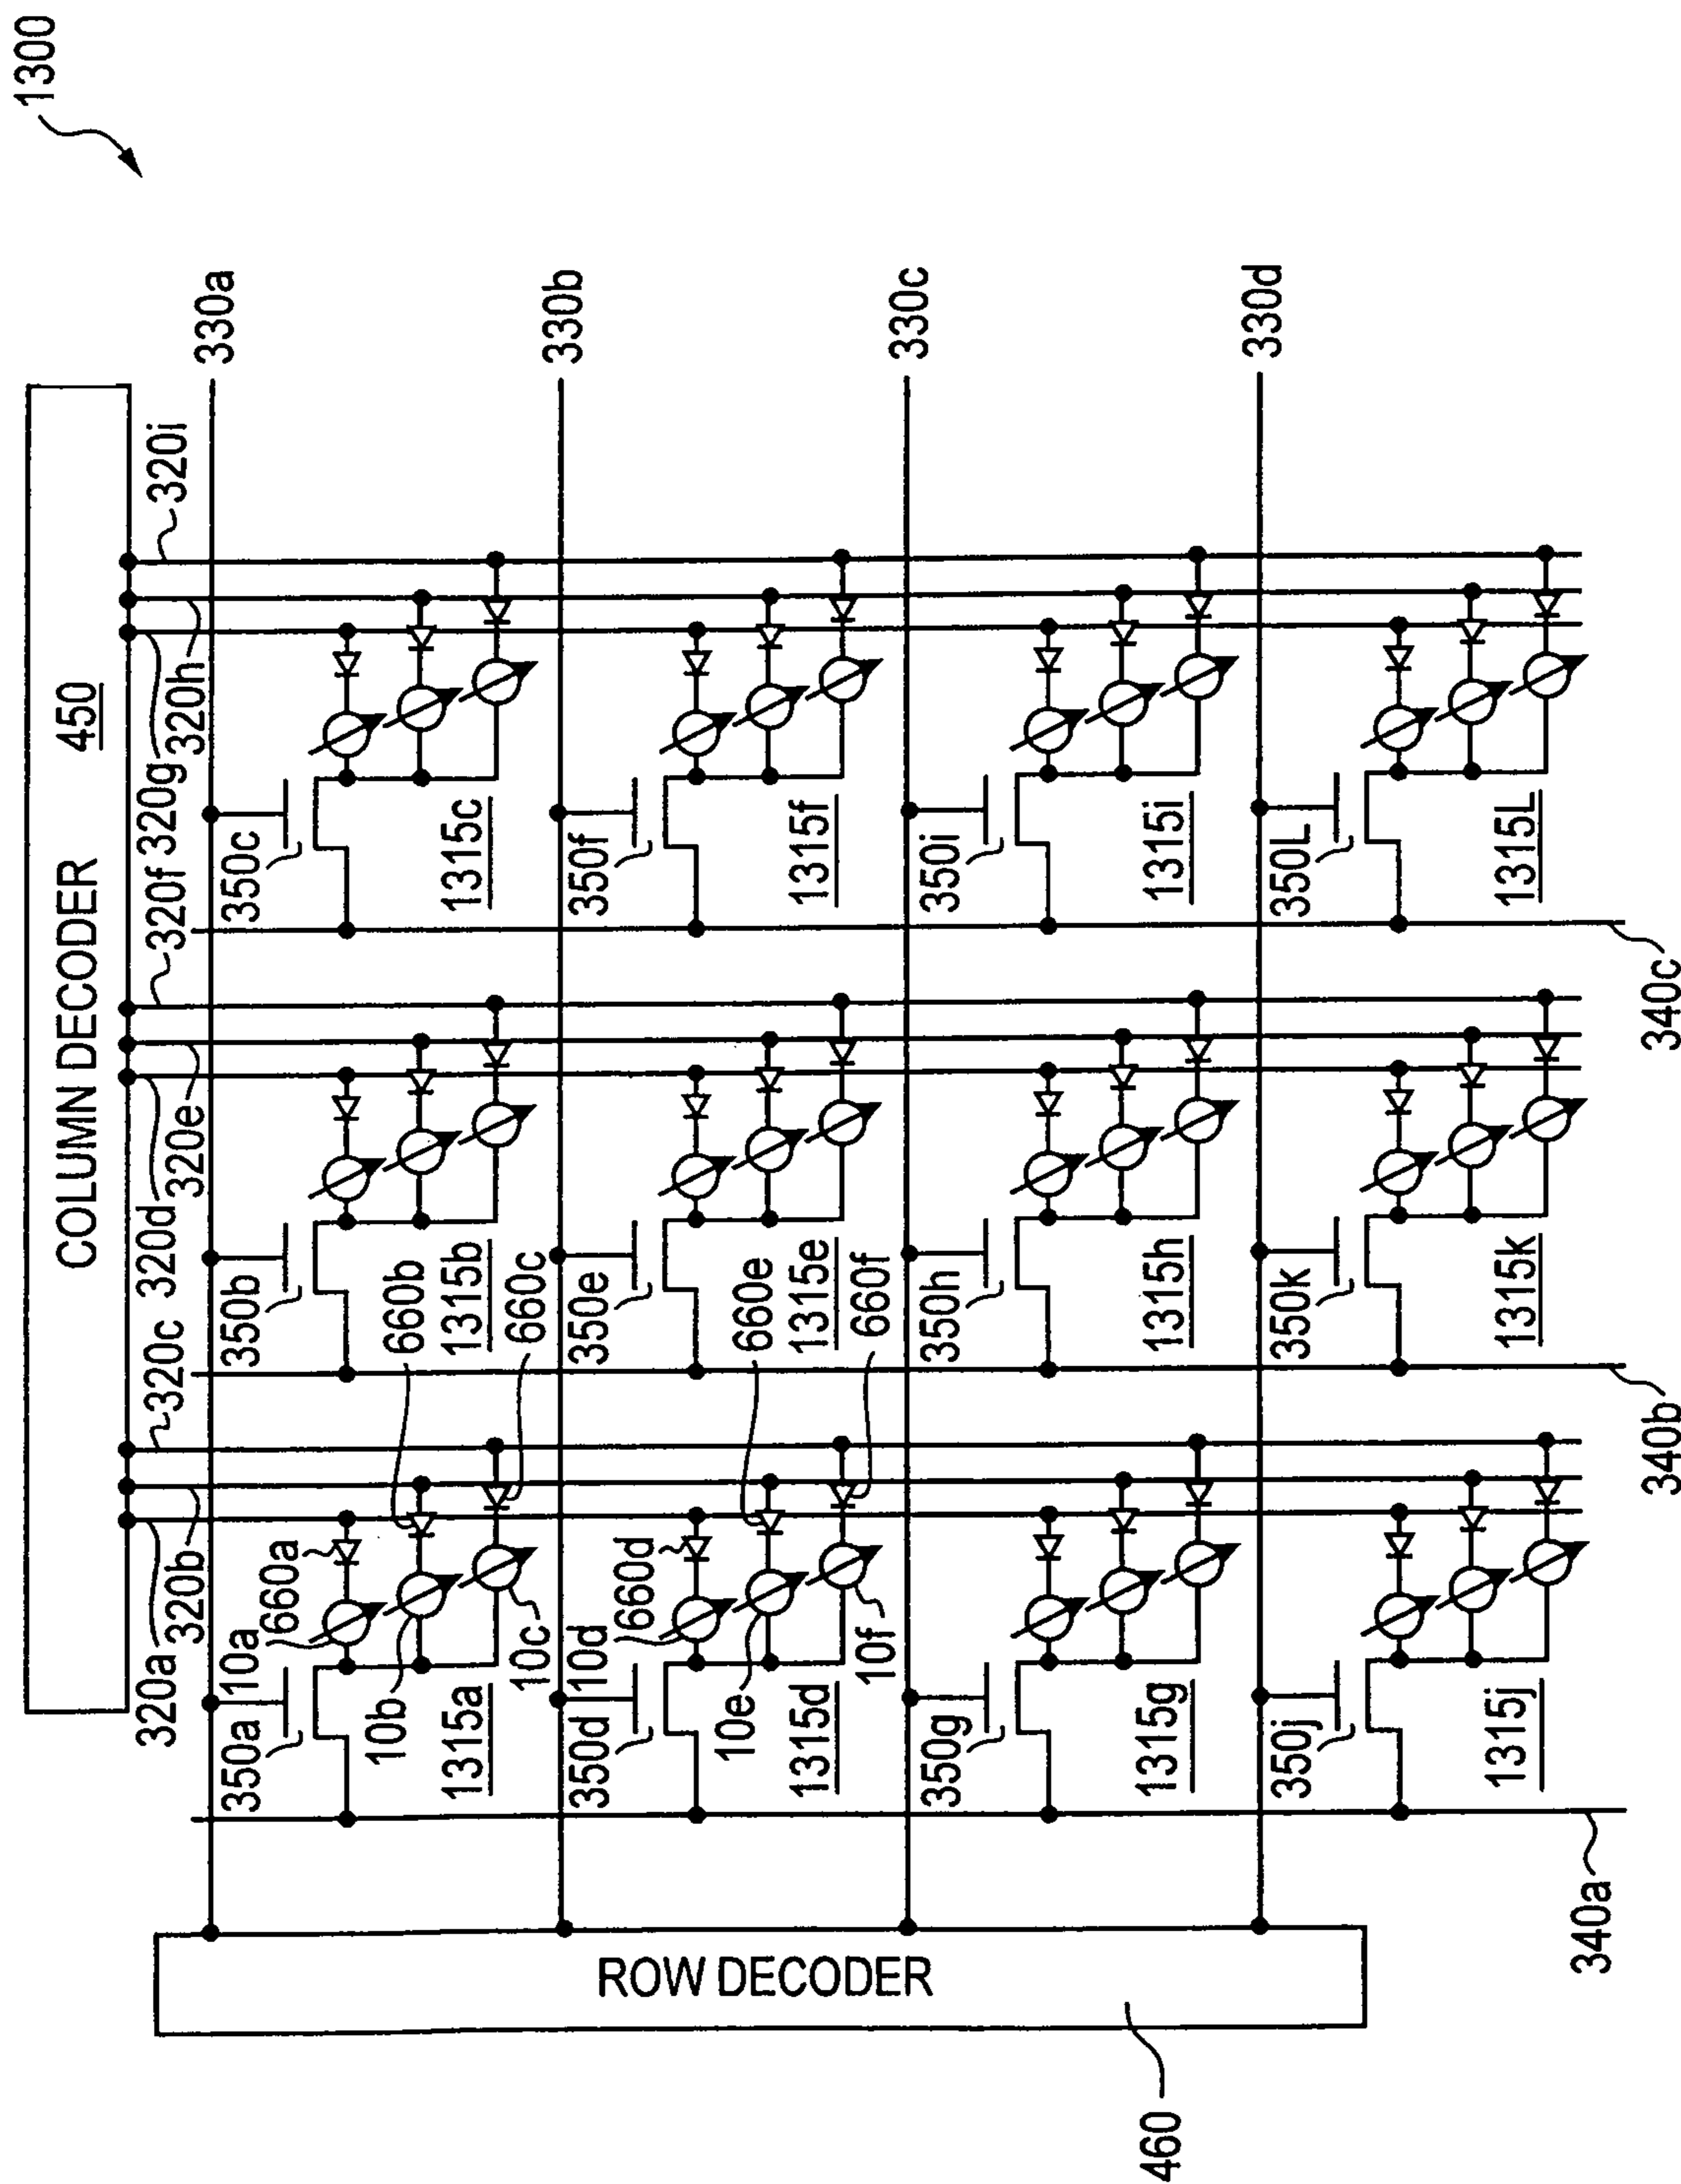 1300
COLUMN DECODER
450
320a
320b
320c
320d
320e
320f
320g
320h
320i
330a
350a
10a
660a
10b
660b
1315a
10c
660c
350b
1315b
350c
1315c
330b
350d
10d
660d
10e
660e
1315d
10f
660f
350e
1315e
350f
1315f
330c
350g
1315g
350h
1315h
350i
1315i
330d
350j
1315j
350k
1315k
350L
1315L
ROW DECODER
460
340a
340b
340c